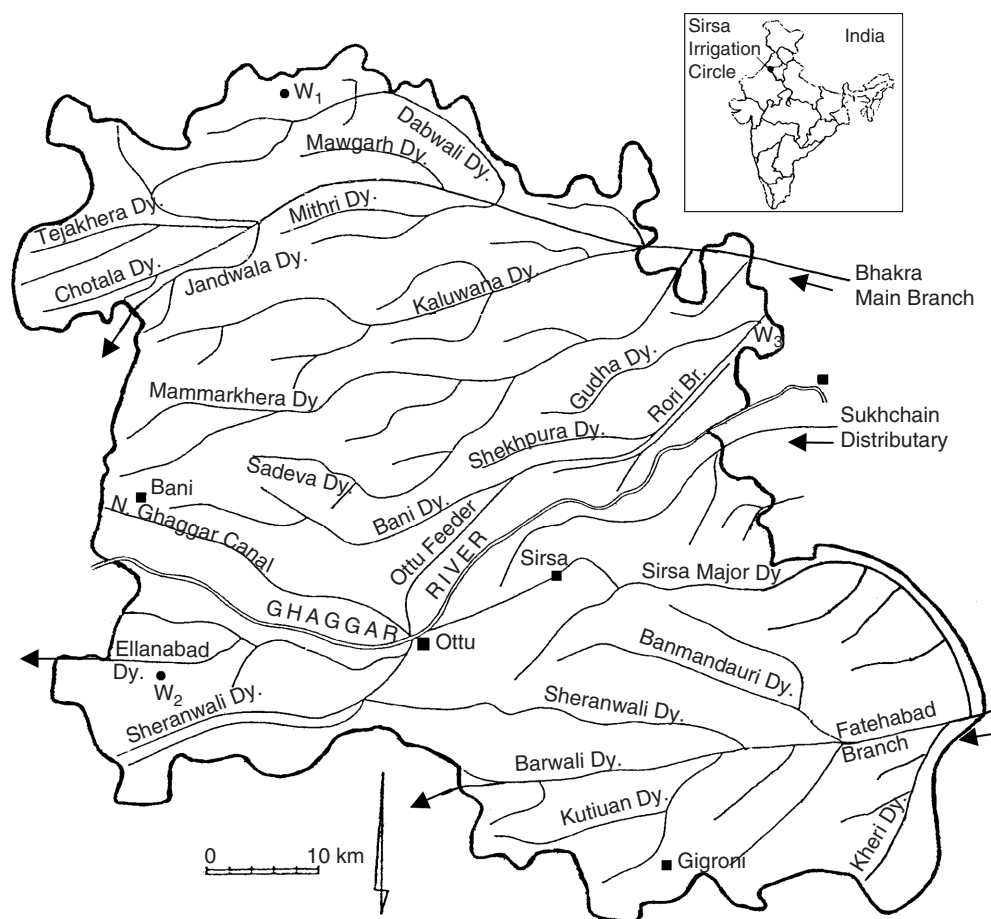 Sirsa
Irrigation
Circle
India
W1
Dabwali Dy.
Mawgarh Dy.
Mithri Dy.
Tejakhera Dy.
Chotala Dy.
Jandwala Dy.
Kaluwana Dy.
Bhakra
Main Branch
W3
Gudha Dy.
Rori Br.
Mammarkhera Dy
Sukhchain
Distributary
Shekhpura Dy.
Sadeva Dy.
Bani
Bani Dy.
N. Ghaggar Canal
Ottu Feeder
RIVER
Sirsa
Sirsa Major Dy
GHAGGAR
Ottu
Ellanabad
Dy.
W2
Banmandauri Dy.
Sheranwali Dy.
Sheranwali Dy.
Fatehabad
Branch
Barwali Dy.
Kutiuan Dy.
Kheri Dy.
0 10 km
Gigroni